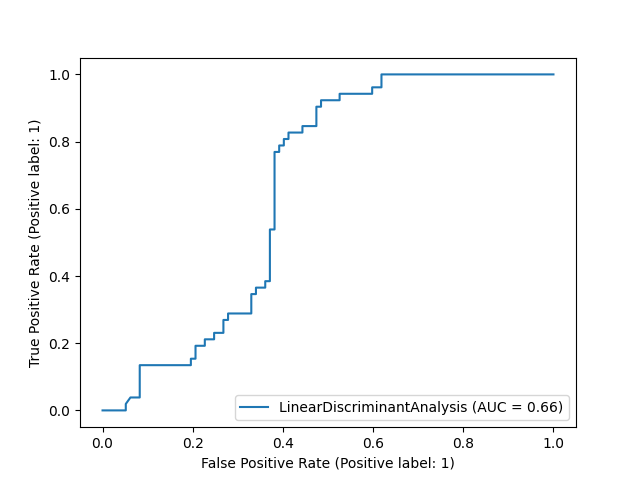 1.0
0.8
0.6
0.4
0.2
0.0
True Positive Rate (Positive label: 1)
LinearDiscriminantAnalysis (AUC = 0.66)
0.0 0.2 0.4 0.6 0.8 1.0
False Positive Rate (Positive label: 1)